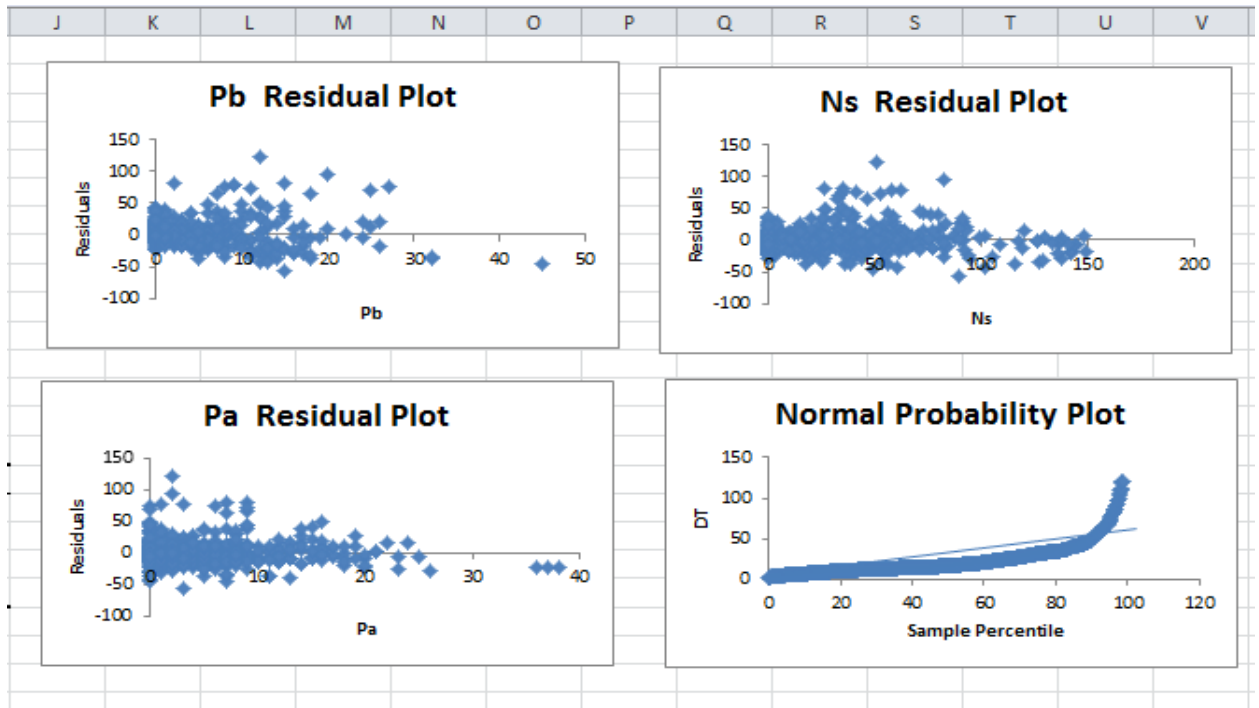 J K L M N O P Q R S T U V
Pb Residual Plot
150
100
50
0
-50
-100
0 10 20 30 40 50
Residuals
Pb
Ns Residual Plot
150
100
50
0
-50
-100
0 50 100 150 200
Residuals
Ns
Pa Residual Plot
150
100
50
0
-50
-100
0 10 20 30 40
Residuals
Pa
Normal Probability Plot
150
100
50
0
0 20 40 60 80 100 120
DT
Sample Percentile